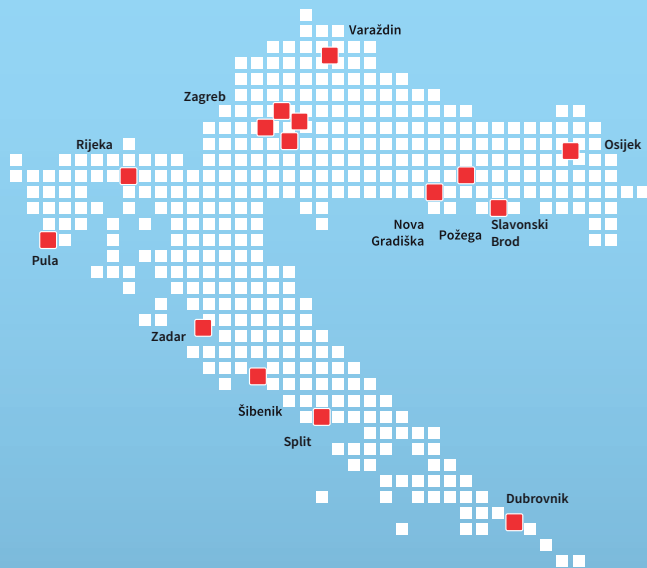 Varaždin
Zagreb
Rijeka
Osijek
Nova
Gradiška
Požega
Slavonski
Brod
Pula
Zadar
Šibenik
Split
Dubrovnik